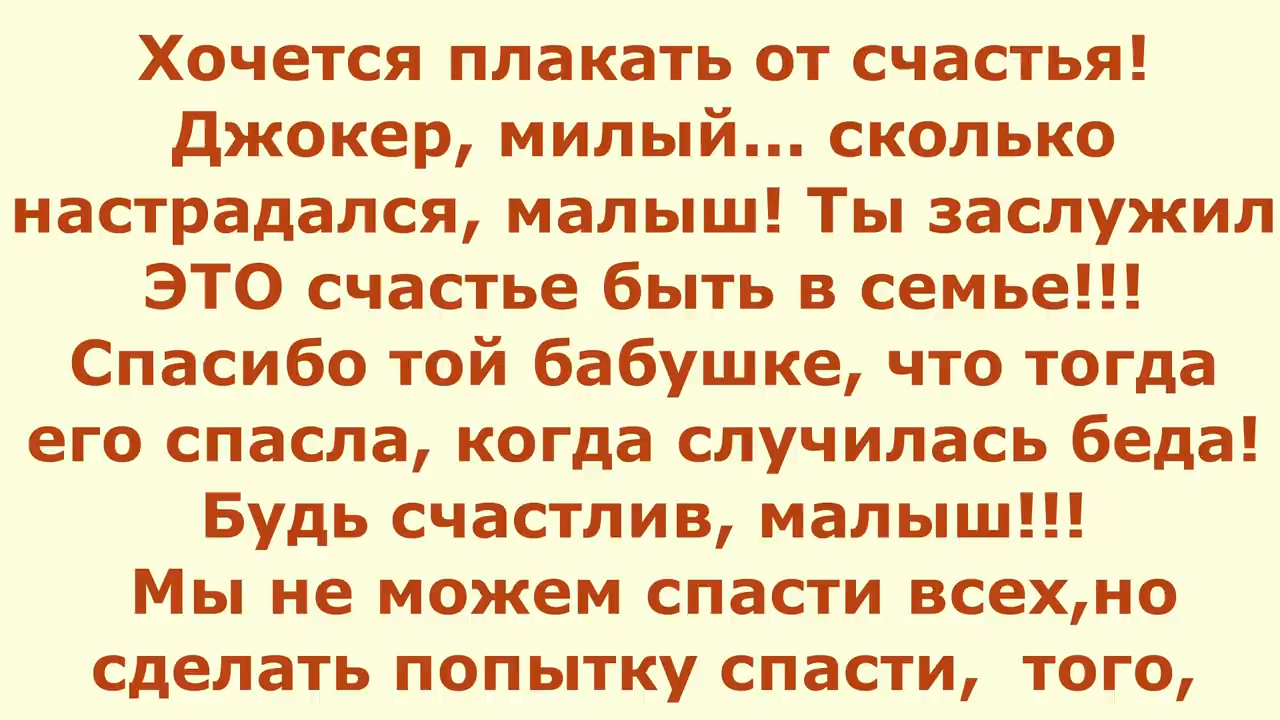 Хочется плакать от счастья!
Джокер, милый... сколько
настрадался, малыш! Ты заслужил
ЭТО счастье быть в семье!!!
Спасибо той бабушке, что тогда
его спасла, когда случилась беда!
Будь счастлив, малыш!!!
Мы не можем спасти всех,но
сделать попытку спасти,  того,